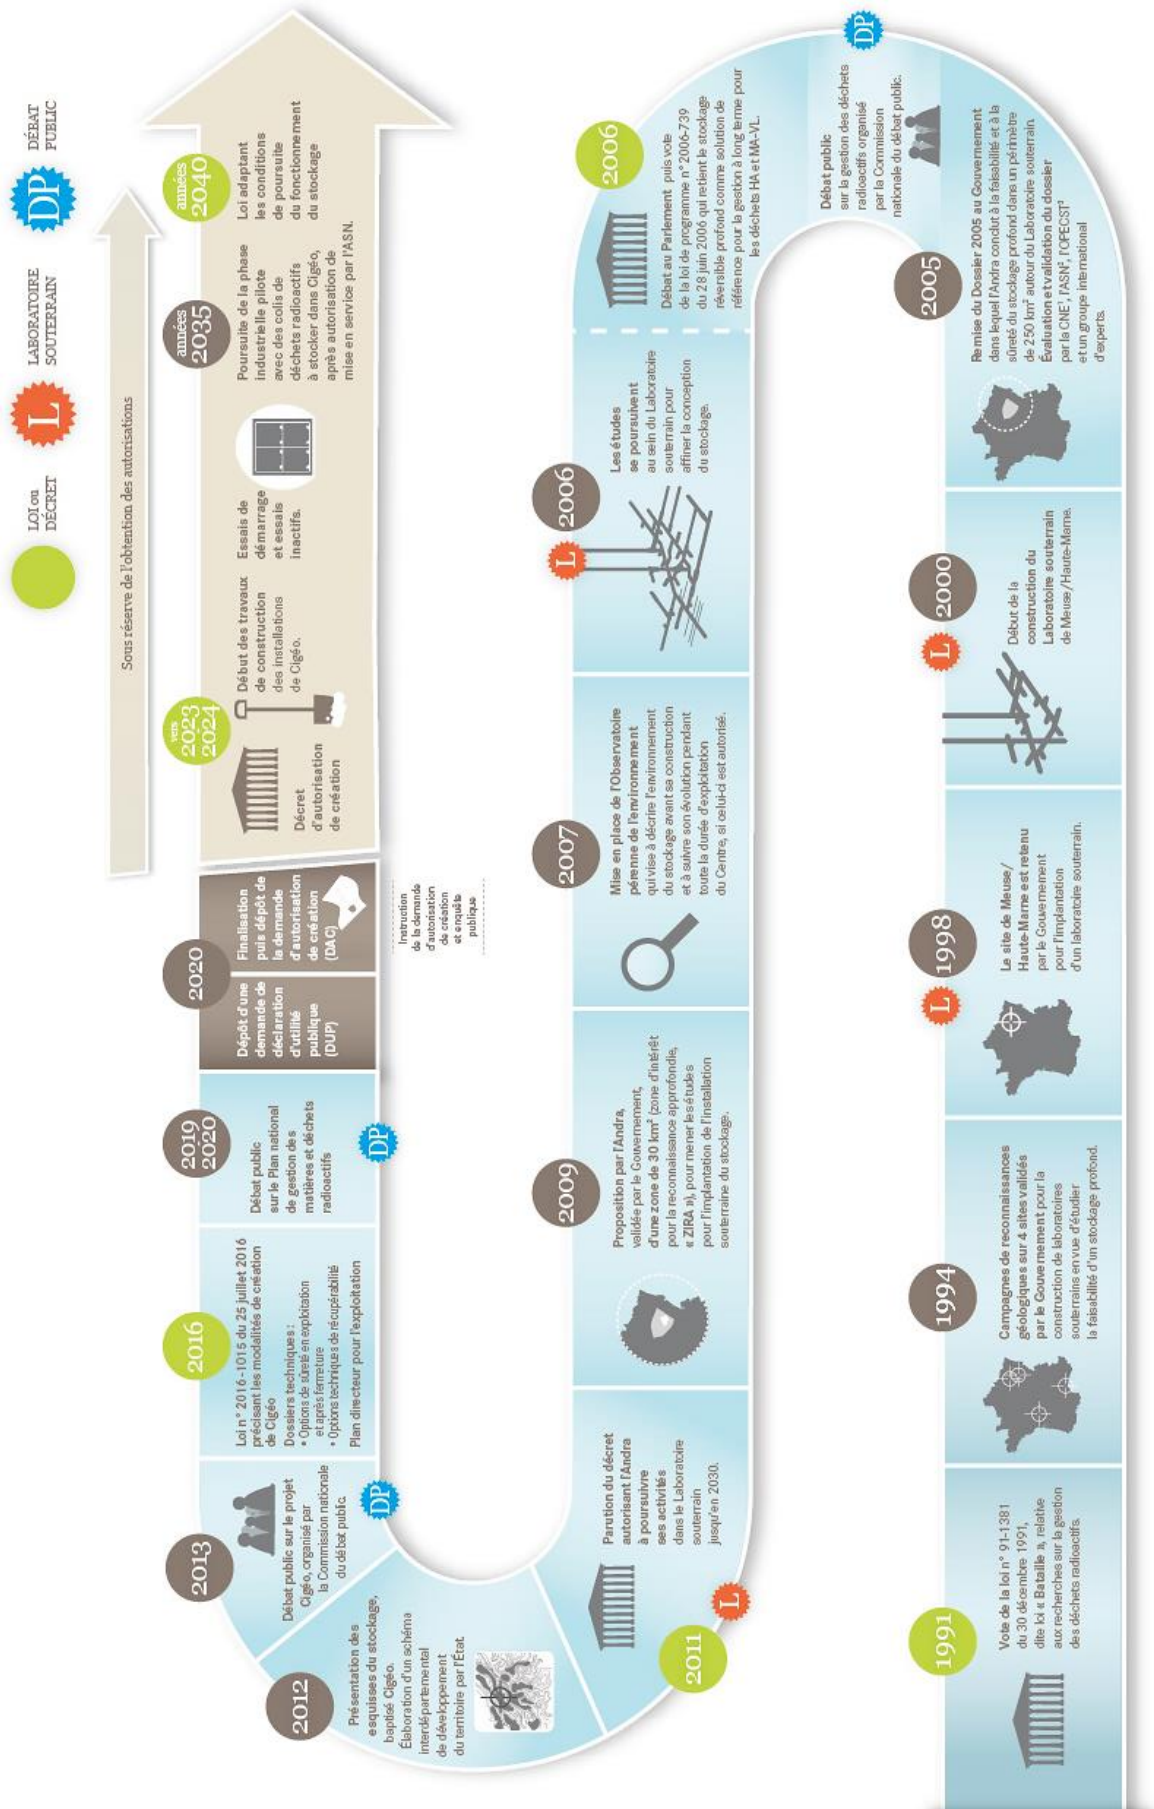 1991
Vote de la loi n° 91-1381
du 30 décembre 1991,
dite loi « Bataille », relative
aux recherches sur la gestion
des déchets radioactifs.
1994
Campagnes de reconnaissances
géologiques sur 4 sites validés
par le Gouvernement pour la
construction de laboratoires
souterrains en vue d'étudier
la faisabilité d'un stockage profond.
L
1998
Le site de Meuse/
Haute-Marne est retenu
par le Gouvernement
pour l'implantation
d'un laboratoire souterrain.
L
2000
Début de la
construction du
Laboratoire souterrain
de Meuse/Haute-Marne.
2005
Remise du Dossier 2005 au Gouvernement
dans lequel l'Andra conclut à la faisabilité et à la
sûreté du stockage profond dans un périmètre
de 250 km² autour du Laboratoire souterrain.
Évaluation et validation du dossier
par la CNE¹, l'ASN², l'OPECST³
et un groupe international
d'experts.
DP
Débat public
sur la gestion des déchets
radioactifs organisé
par la Commission
nationale du débat public.
2006
Débat au Parlement puis vote
de la loi de programme n° 2006-739
du 28 juin 2006 qui retient le stockage
réversible profond comme solution de
référence pour la gestion à long terme pour
les déchets HA et MA-VL.
L
2006
Les études
se poursuivent
au sein du Laboratoire
souterrain pour
affiner la conception
du stockage.
2007
Mise en place de l'Observatoire
pérenne de l'environnement
qui vise à décrire l'environnement
du stockage avant sa construction
et à suivre son évolution pendant
toute la durée d'exploitation
du Centre, si celui-ci est autorisé.
2009
Proposition par l'Andra,
validée par le Gouvernement,
d'une zone de 30 km² (zone d'intérêt
pour la reconnaissance approfondie,
« ZIRA »), pour mener les études
pour l'implantation de l'installation
souterraine du stockage.
2011
L
Parution du décret
autorisant l'Andra
à poursuivre
ses activités
dans le Laboratoire
souterrain
jusqu'en 2030.
2012
Présentation des
esquisses du stockage,
baptisé Cigéo.
Élaboration d'un schéma
interdépartemental
de développement
du territoire par l'État.
2013
Débat public sur le projet
Cigéo, organisé par
la Commission nationale
du débat public.
DP
2016
Loi n° 2016-1015 du 25 juillet 2016
précisant les modalités de création
de Cigéo
Dossiers techniques :
• Options de sûreté en exploitation
et après fermeture
• Options techniques de récupérabilité
Plan directeur pour l'exploitation
2019
2020
Débat public
sur le Plan national
de gestion des
matières et déchets
radioactifs
DP
2020
Dépôt d'une
demande de
déclaration
d'utilité
publique
(DUP)
Finalisation
puis dépôt de
la demande
d'autorisation
de création
(DAC)
Instruction
de la demande
d'autorisation
de création
et enquête
publique
Sous réserve de l'obtention des autorisations
vers
2023
2024
Décret
d'autorisation
de création
Début des travaux
de construction
des installations
de Cigéo.
Essais de
démarrage
et essais
inactifs.
années
2035
Poursuite de la phase
industrielle pilote
avec des colis de
déchets radioactifs
à stocker dans Cigéo,
après autorisation de
mise en service par l'ASN.
années
2040
Loi adaptant
les conditions
de poursuite
du fonctionnement
du stockage
LOI ou
DÉCRET
L
LABORATOIRE
SOUTERRAIN
DP
DÉBAT
PUBLIC